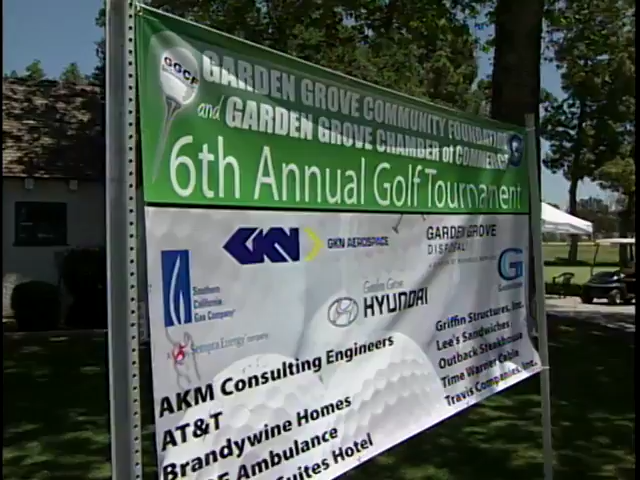 GGCF
GARDEN GROVE COMMUNITY FOUNDATION
and GARDEN GROVE CHAMBER of COMMERCE
6th Annual Golf Tournament
GKN GKN AEROSPACE
GARDEN GROVE
DISPOSAL
Southern
California
Gas Company
G
Garden Grove
HYUNDAI
A Sempra Energy company
Griffin Structures, Inc.
Lee's Sandwiches
Outback Steakhouse
Time Warner Cable
Travis Companies, Inc.
AKM Consulting Engineers
AT&T
Brandywine Homes
Ambulance
Suites Hotel